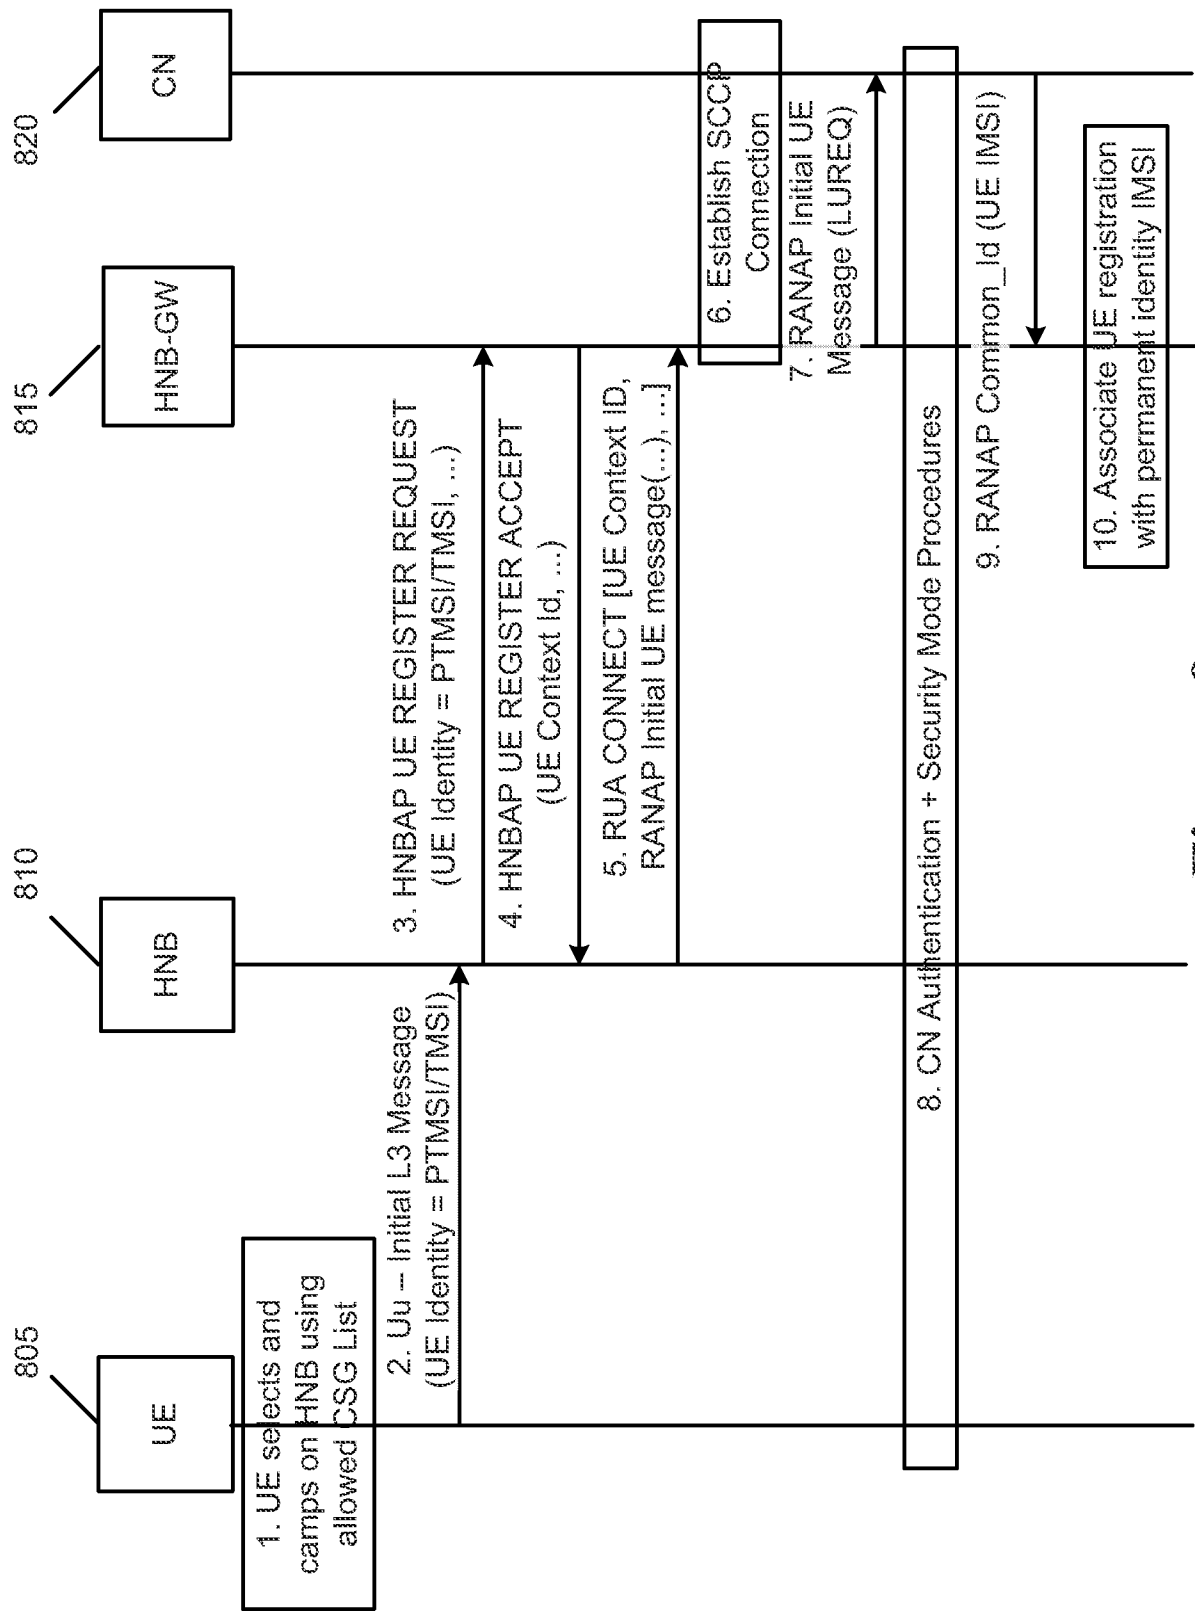 805
810
815
820
UE
HNB
HNB-GW
CN
1. UE selects and
camps on HNB using
allowed CSG List
2. Uu – Initial L3 Message
(UE Identity = PTMSI/TMSI)
3. HNBAP UE REGISTER REQUEST
(UE Identity = PTMSI/TMSI, ...)
4. HNBAP UE REGISTER ACCEPT
(UE Context Id, ...)
5. RUA CONNECT [UE Context ID,
RANAP Initial UE message(...), ...]
6. Establish SCCP
Connection
7. RANAP Initial UE
Message (LUREQ)
8. CN Authentication + Security Mode Procedures
9. RANAP Common_Id (UE IMSI)
10. Associate UE registration
with permanent identity IMSI